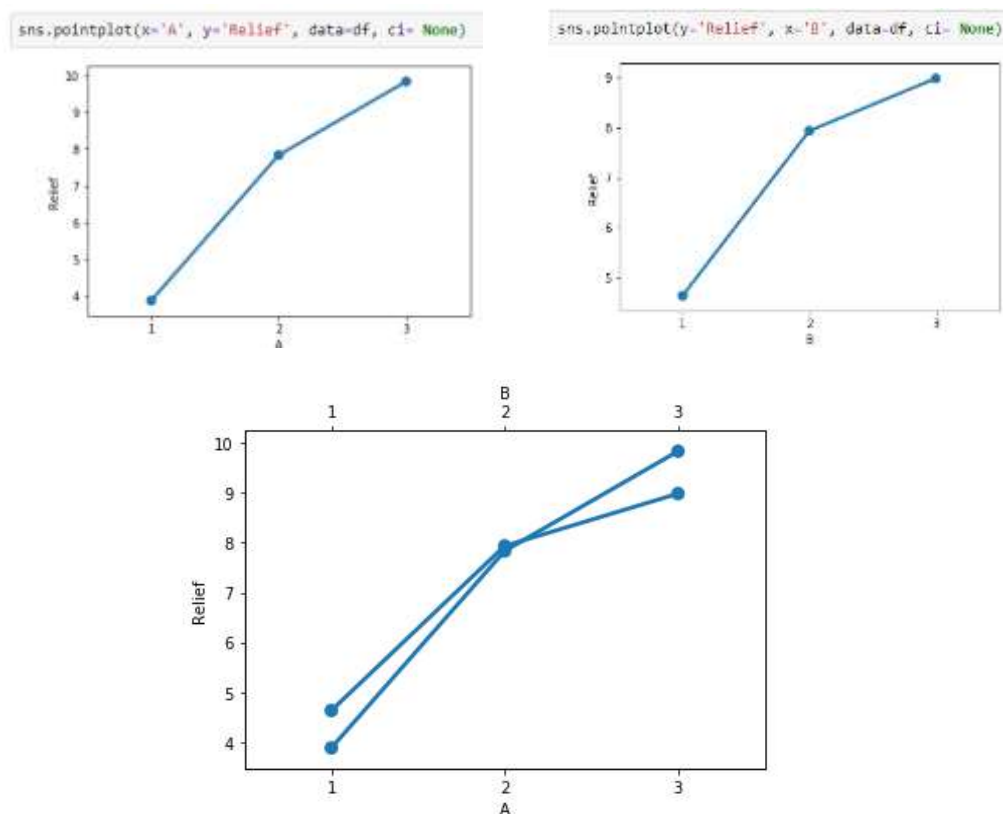 sns.pointplot(x='A', y='Relief', data=df, ci= None)
10
9
8
7
6
5
4
Relief
1 2 3
A
sns.pointplot(y='Relief', x='B', data=df, ci= None)
9
8
7
6
5
Relief
1 2 3
B
B
1 2 3
10
9
8
7
6
5
4
Relief
1 2 3
A